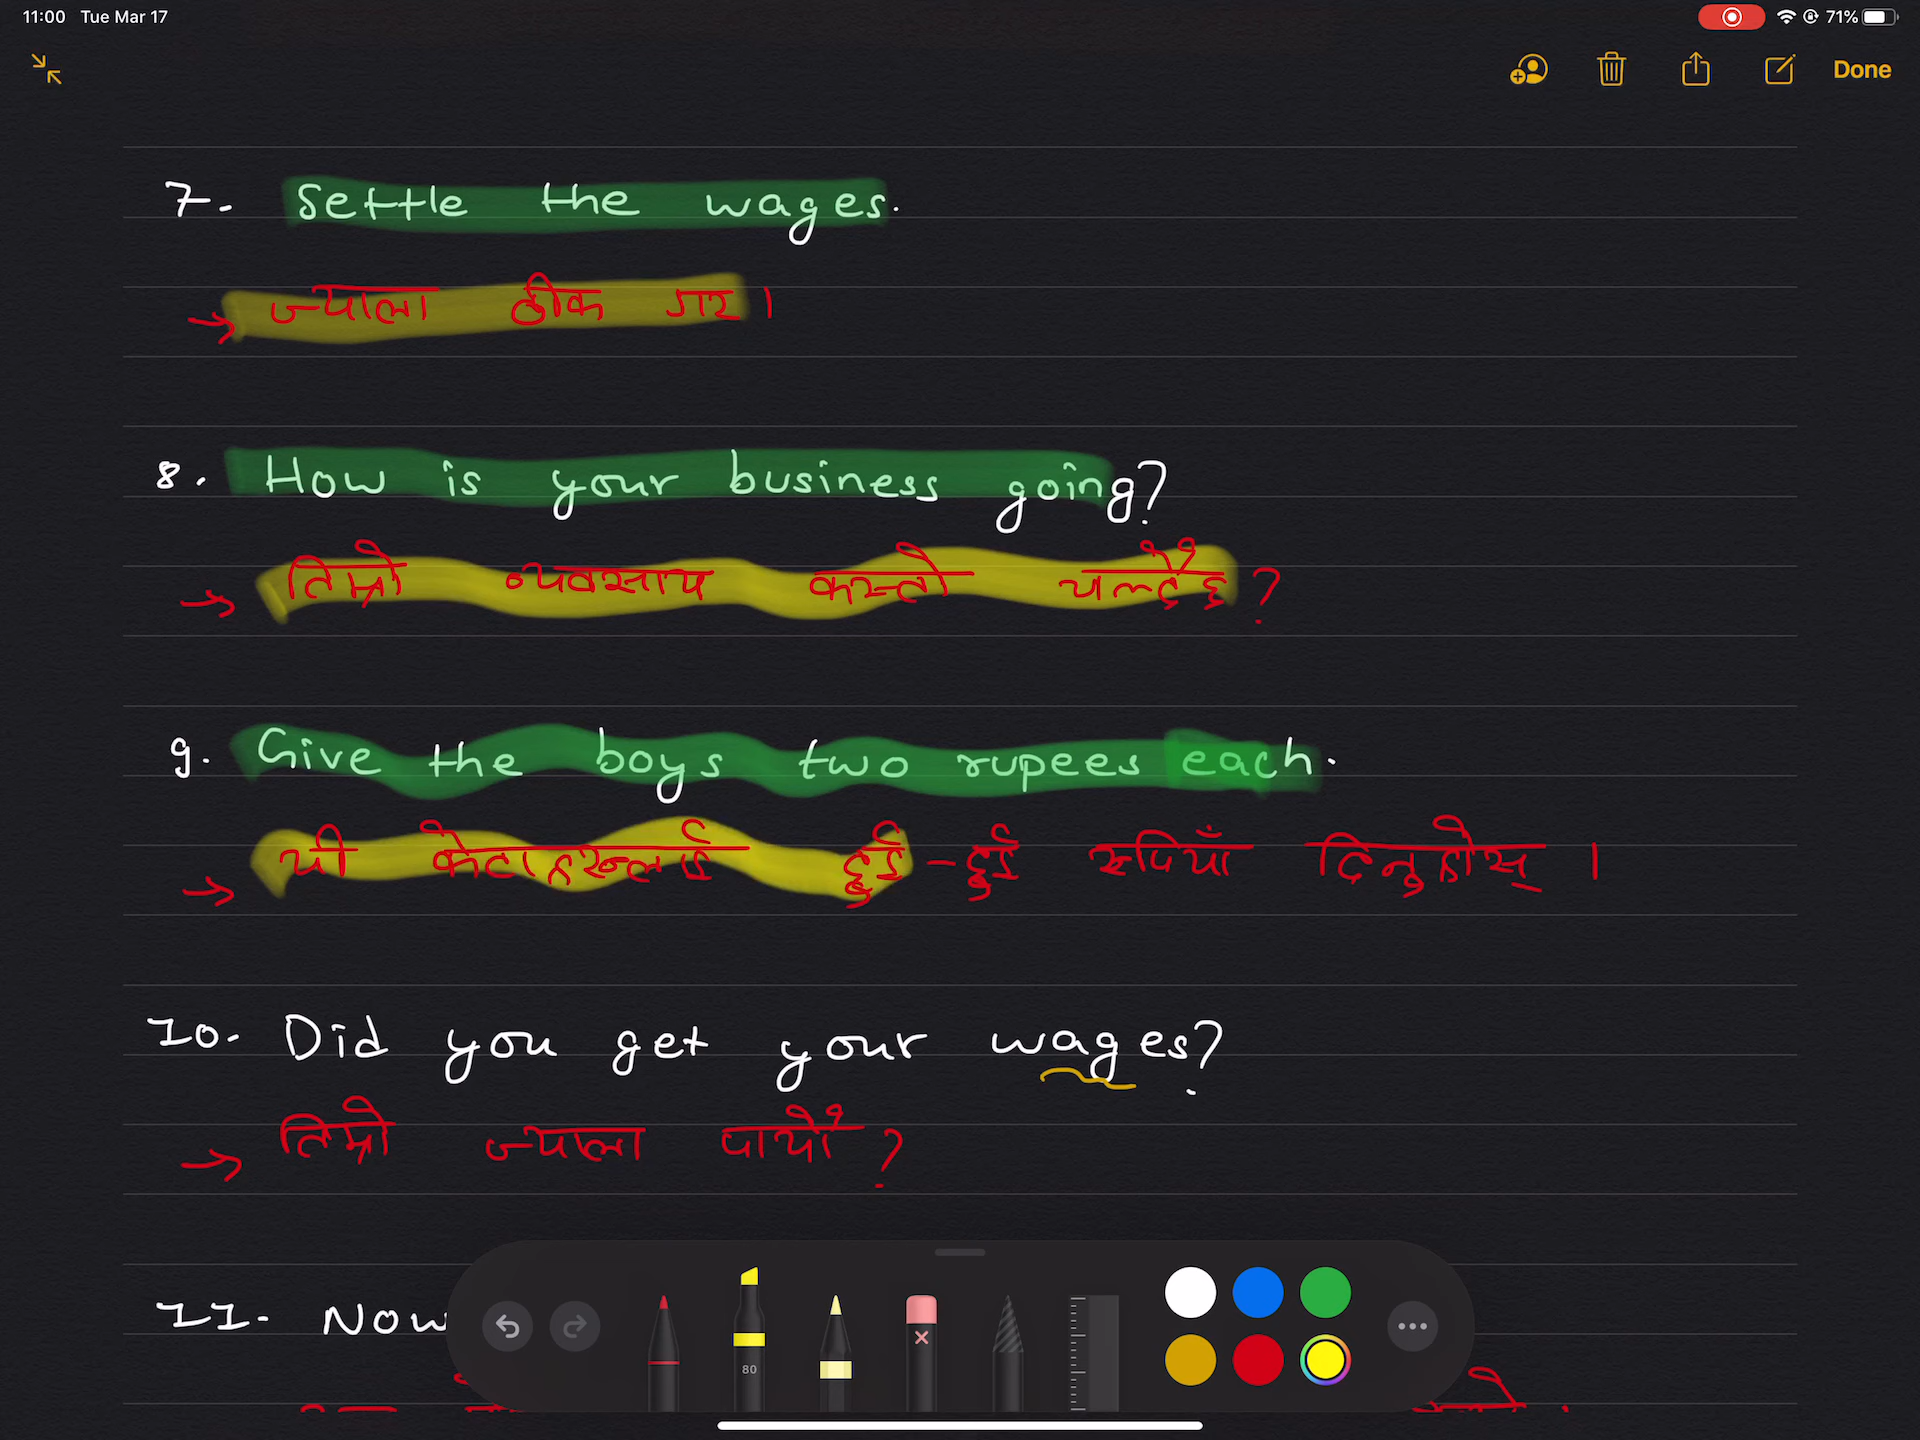 11:00 Tue Mar 17
71%
Done
7. Settle the wages.
→ ज्याला ठीक गर ।
8. How is your business going?
→ तिम्रो व्यवसाय कस्तो चल्दैछ ?
9. Give the boys two rupees each.
→ यी केटाहरूलाई दुई - दुई रूपियाँ दिनुहोस् ।
10. Did you get your wages?
→ तिम्रो ज्याला पायौ ?
11. Now
80